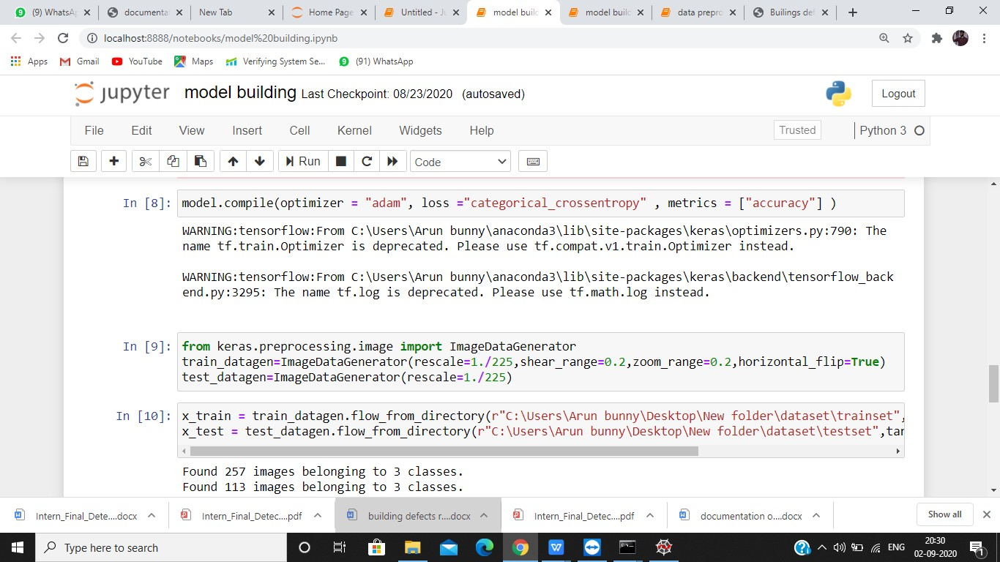 (9) WhatsA
documenta
New Tab
Home Page
Untitled - Ju
model build
model build
data prepro
Builings def
localhost:8888/notebooks/model%20building.ipynb
Apps
Gmail
YouTube
Maps
Verifying System Se...
(91) WhatsApp
jupyter
model building Last Checkpoint: 08/23/2020 (autosaved)
Logout
File Edit View Insert Cell Kernel Widgets Help
Trusted
Python 3
Run
Code
In [8]: model.compile(optimizer = "adam", loss ="categorical_crossentropy" , metrics = ["accuracy"] )
WARNING:tensorflow:From C:\Users\Arun bunny\anaconda3\lib\site-packages\keras\optimizers.py:790: The
name tf.train.Optimizer is deprecated. Please use tf.compat.v1.train.Optimizer instead.
WARNING:tensorflow:From C:\Users\Arun bunny\anaconda3\lib\site-packages\keras\backend\tensorflow_back
end.py:3295: The name tf.log is deprecated. Please use tf.math.log instead.
In [9]: from keras.preprocessing.image import ImageDataGenerator
train_datagen=ImageDataGenerator(rescale=1./225,shear_range=0.2,zoom_range=0.2,horizontal_flip=True)
test_datagen=ImageDataGenerator(rescale=1./225)
In [10]: x_train = train_datagen.flow_from_directory(r"C:\Users\Arun bunny\Desktop\New folder\dataset\trainset",
x_test = test_datagen.flow_from_directory(r"C:\Users\Arun bunny\Desktop\New folder\dataset\testset",tar
Found 257 images belonging to 3 classes.
Found 113 images belonging to 3 classes.
Intern_Final_Dete....docx
Intern_Final_Detec....pdf
building defects r....docx
Intern_Final_Detec....pdf
documentation o....docx
Show all
Type here to search
ENG
20:30
02-09-2020
1